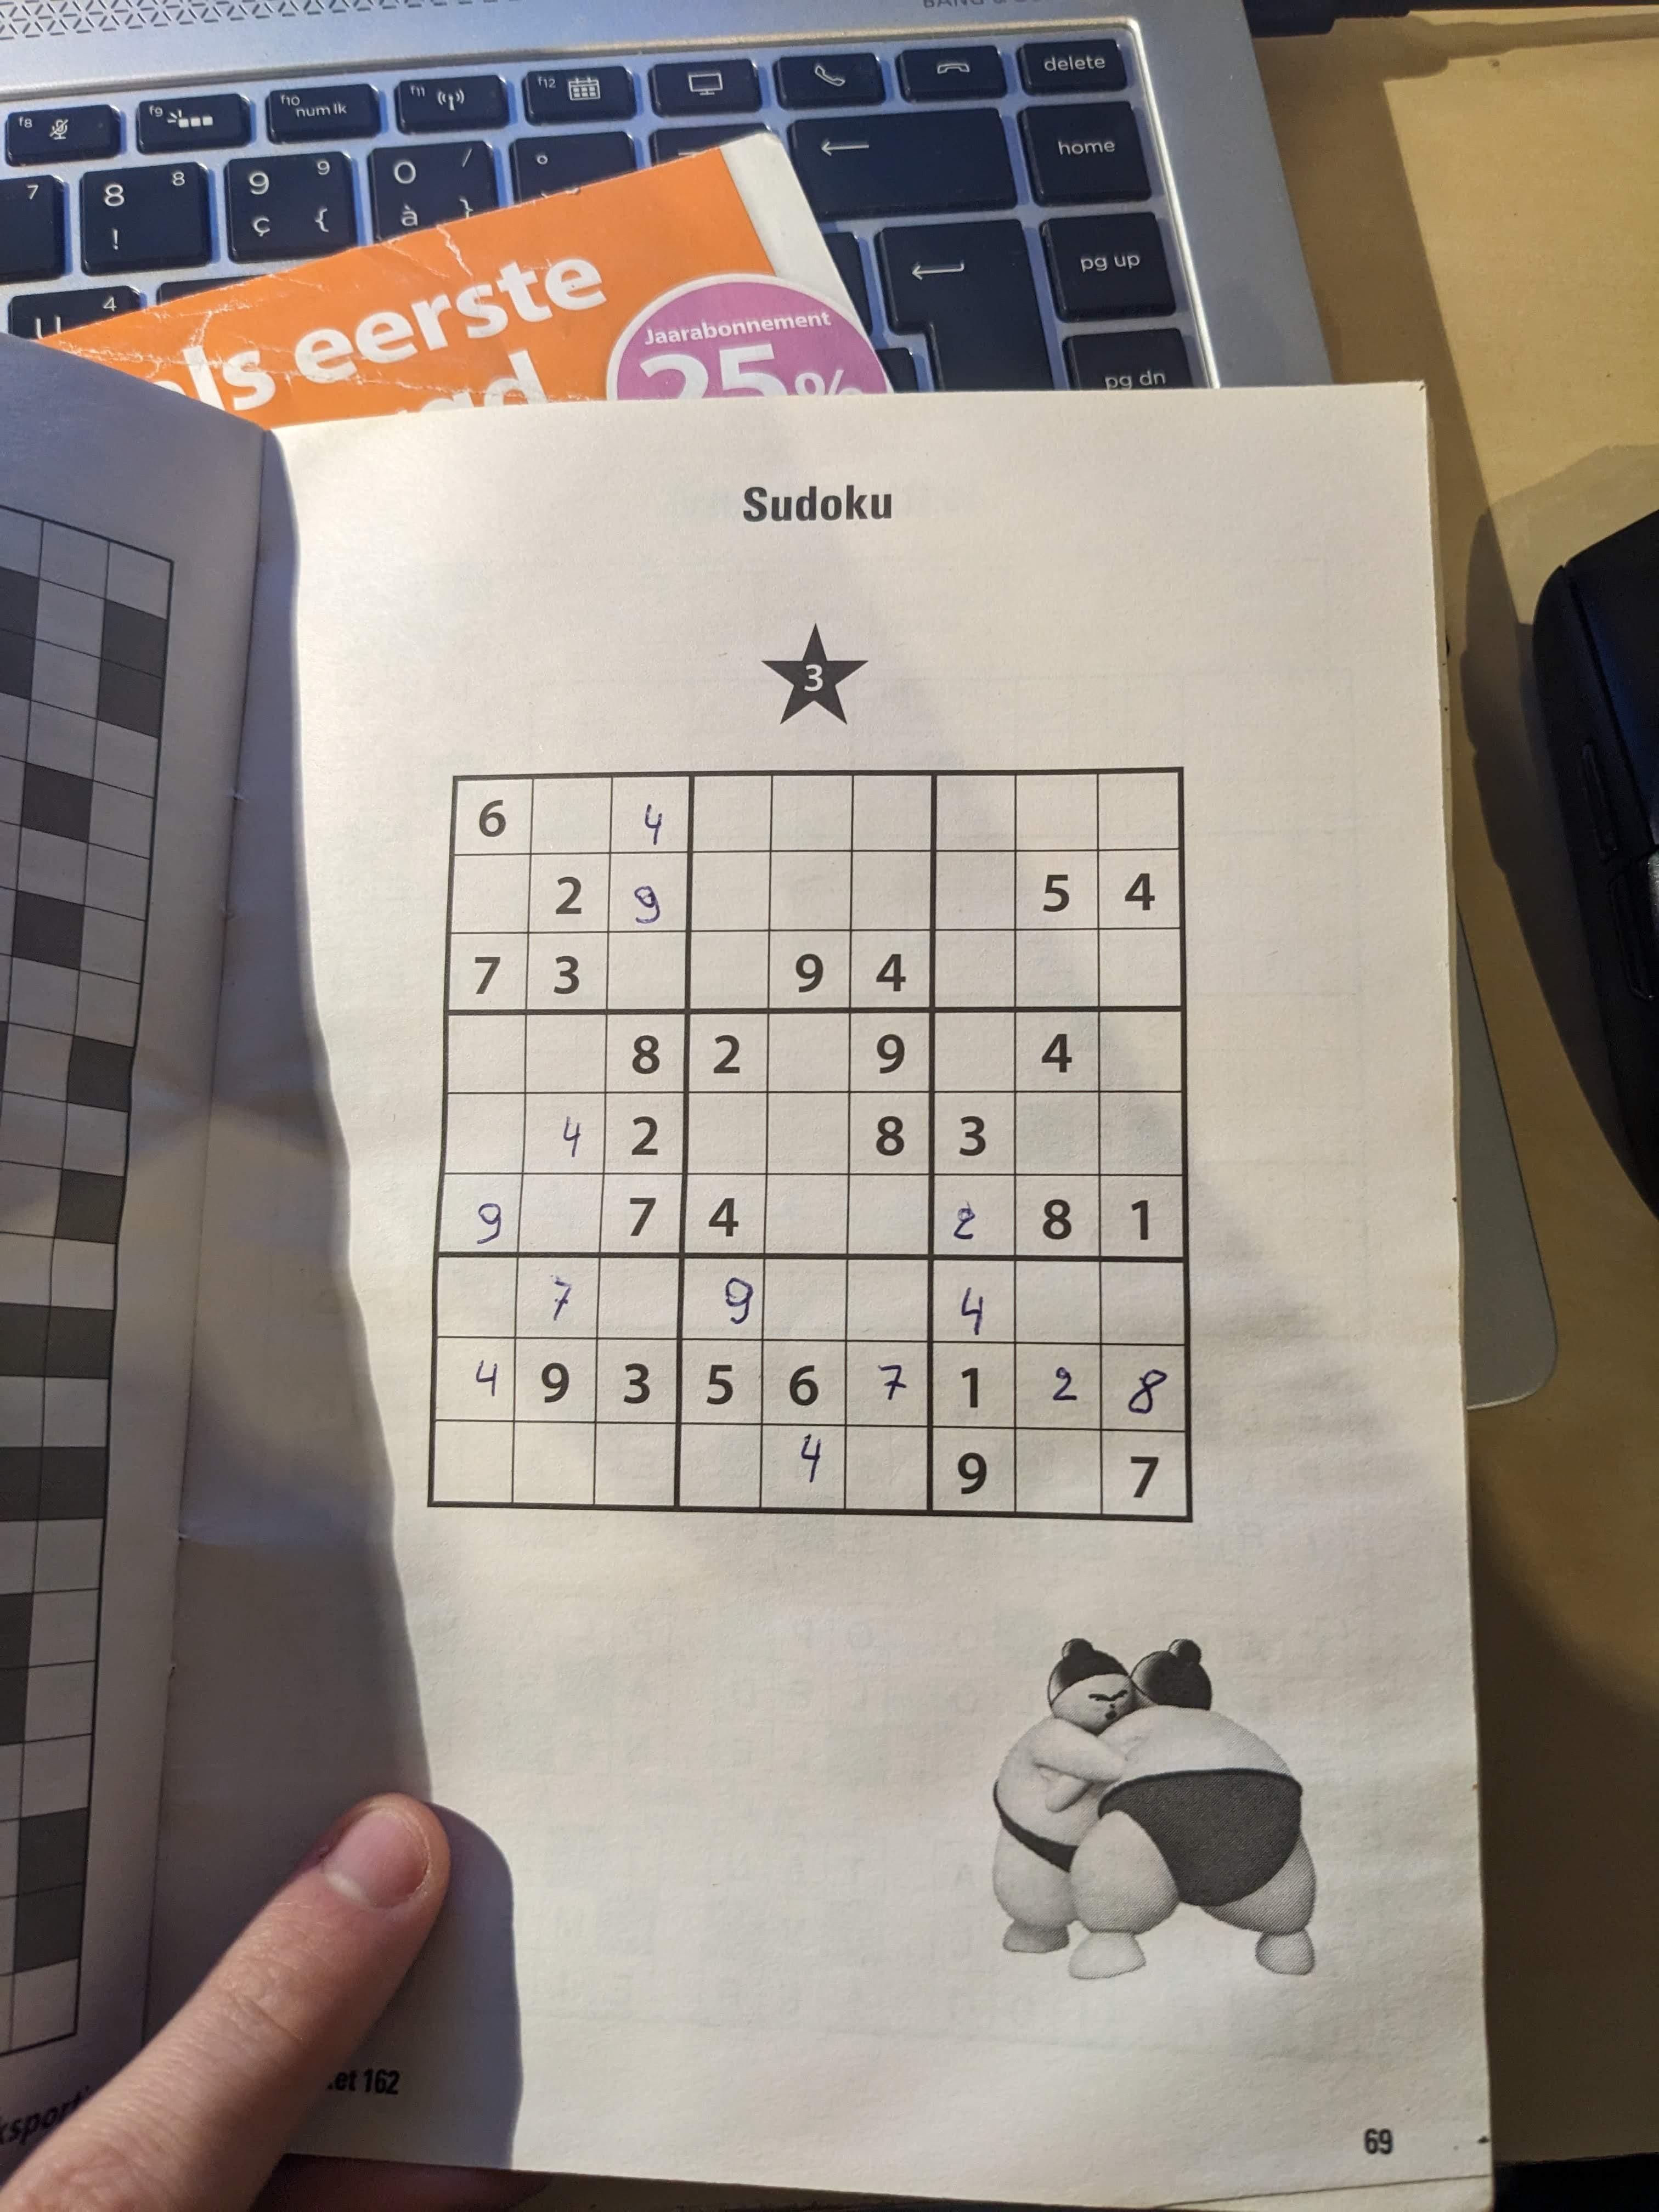 BANG &
f8
f9
f10 num lk
f11
f12
delete
7
8 8 !
9 9 ç {
0 / à }
°
home
U 4
pg up
pg dn
ls eerste
Jaarabonnement
25%
Sudoku
3
6 4
2 9 5 4
7 3 9 4
8 2 9 4
4 2 8 3
9 7 4 2 8 1
7 9 4
4 9 3 5 6 7 1 2 8
4 9 7
et 162
69